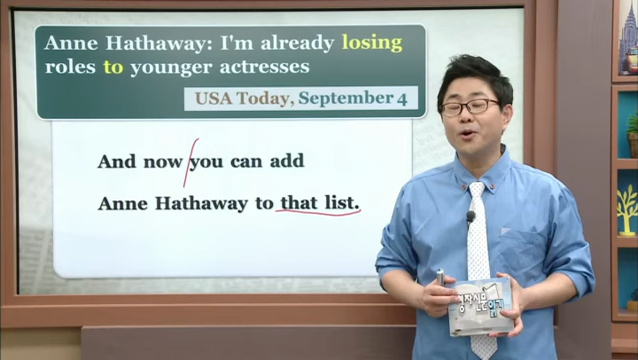 Anne Hathaway: I'm already losing
roles to younger actresses
USA Today, September 4
And now you can add
Anne Hathaway to that list.